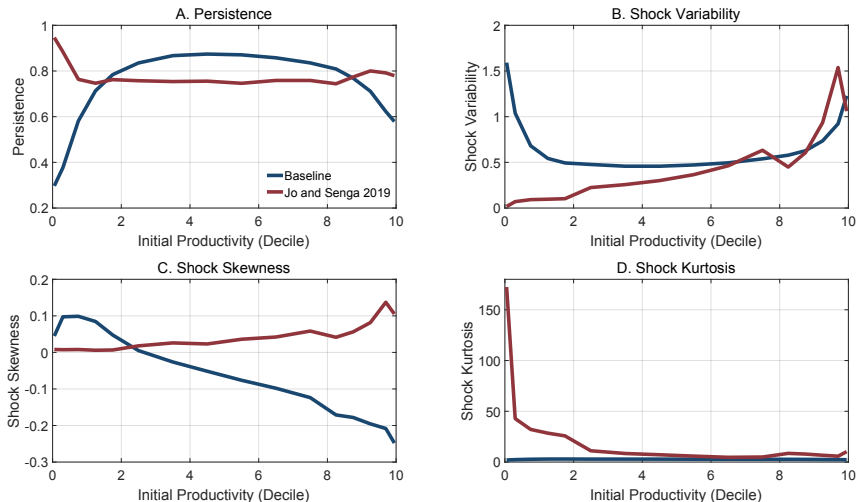 A. Persistence
1
0.8
0.6
0.4
0.2
Persistence
Baseline
Jo and Senga 2019
0 2 4 6 8 10
Initial Productivity (Decile)
B. Shock Variability
2
1.5
1
0.5
0
Shock Variability
0 2 4 6 8 10
Initial Productivity (Decile)
C. Shock Skewness
0.2
0.1
0
-0.1
-0.2
-0.3
Shock Skewness
0 2 4 6 8 10
Initial Productivity (Decile)
D. Shock Kurtosis
150
100
50
0
Shock Kurtosis
0 2 4 6 8 10
Initial Productivity (Decile)